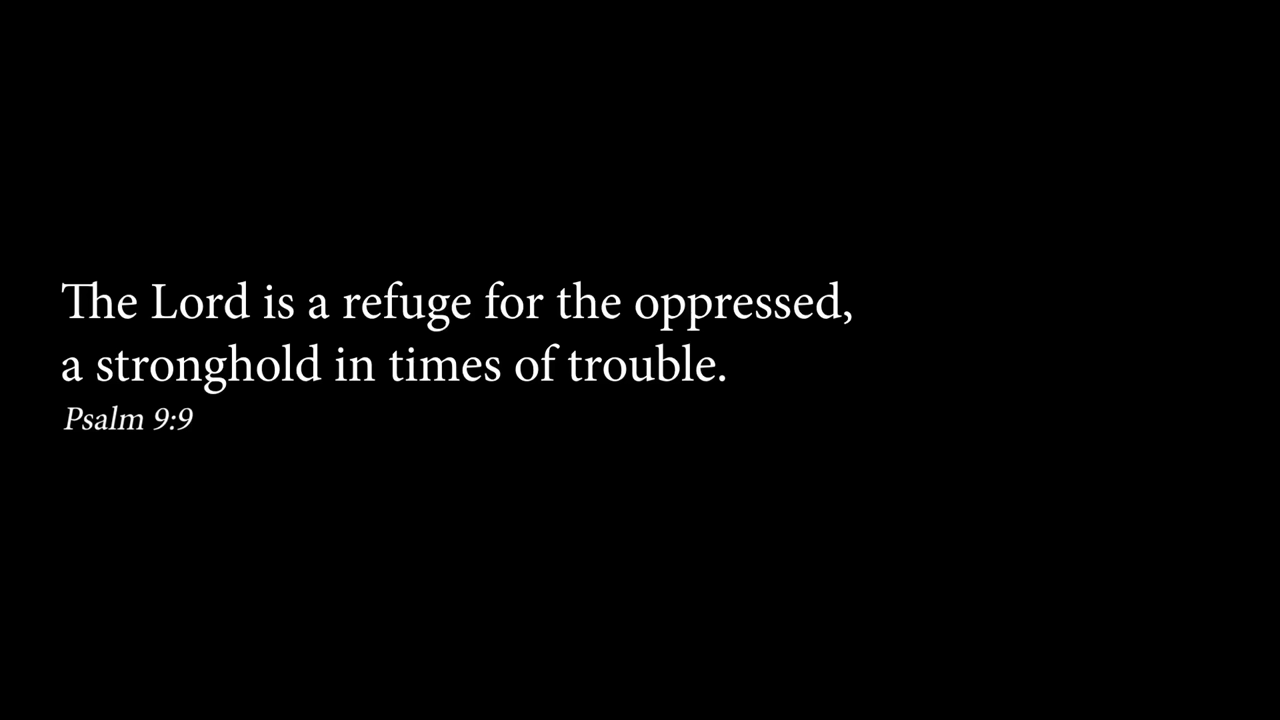 The Lord is a refuge for the oppressed,
a stronghold in times of trouble.
Psalm 9:9